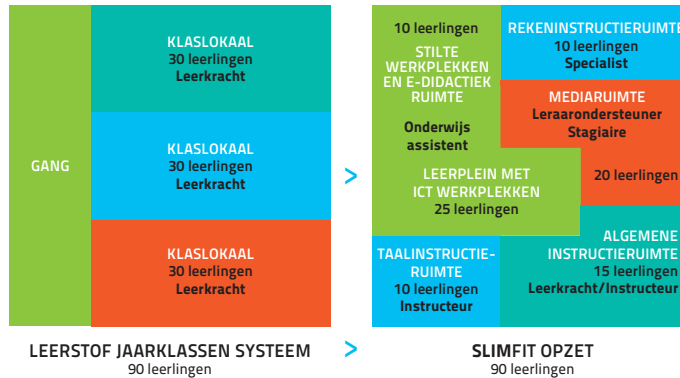 GANG
KLASLOKAAL
30 leerlingen
Leerkracht
KLASLOKAAL
30 leerlingen
Leerkracht
KLASLOKAAL
30 leerlingen
Leerkracht
>
10 leerlingen
STILTE
WERKPLEKKEN
EN E-DIDACTIEK
RUIMTE
Onderwijs
assistent
REKENINSTRUCTIERUIMTE
10 leerlingen
Specialist
MEDIARUIMTE
Leraarondersteuner
Stagiaire
20 leerlingen
LEERPLEIN MET
ICT WERKPLEKKEN
25 leerlingen
TAALINSTRUCTIE-
RUIMTE
10 leerlingen
Instructeur
ALGEMENE
INSTRUCTIERUIMTE
15 leerlingen
Leerkracht/Instructeur
LEERSTOF JAARKLASSEN SYSTEEM
90 leerlingen
>
SLIMFIT OPZET
90 leerlingen